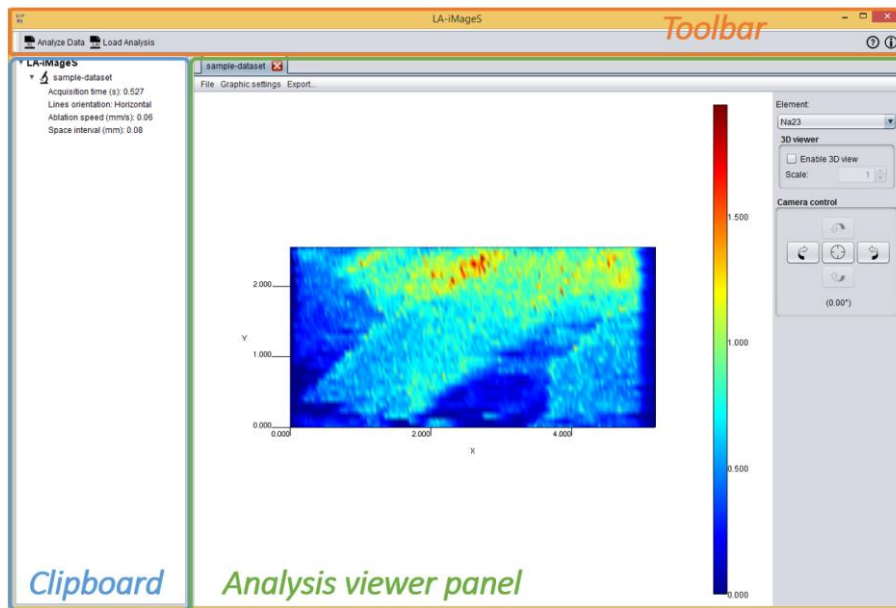 LA-iMageS
Toolbar
Analyze Data Load Analysis
LA-iMageS
sample-dataset
Acquisition time (s): 0.527
Lines orientation: Horizontal
Ablation speed (mm/s): 0.06
Space interval (mm): 0.08
sample-dataset
File Graphic settings Export...
Element:
Na23
3D viewer
Enable 3D view
Scale: 1
Camera control
(0.00°)
1.500
1.000
0.500
0.000
2.000
Y
1.000
0.000
0.000 2.000 4.000
X
Clipboard
Analysis viewer panel